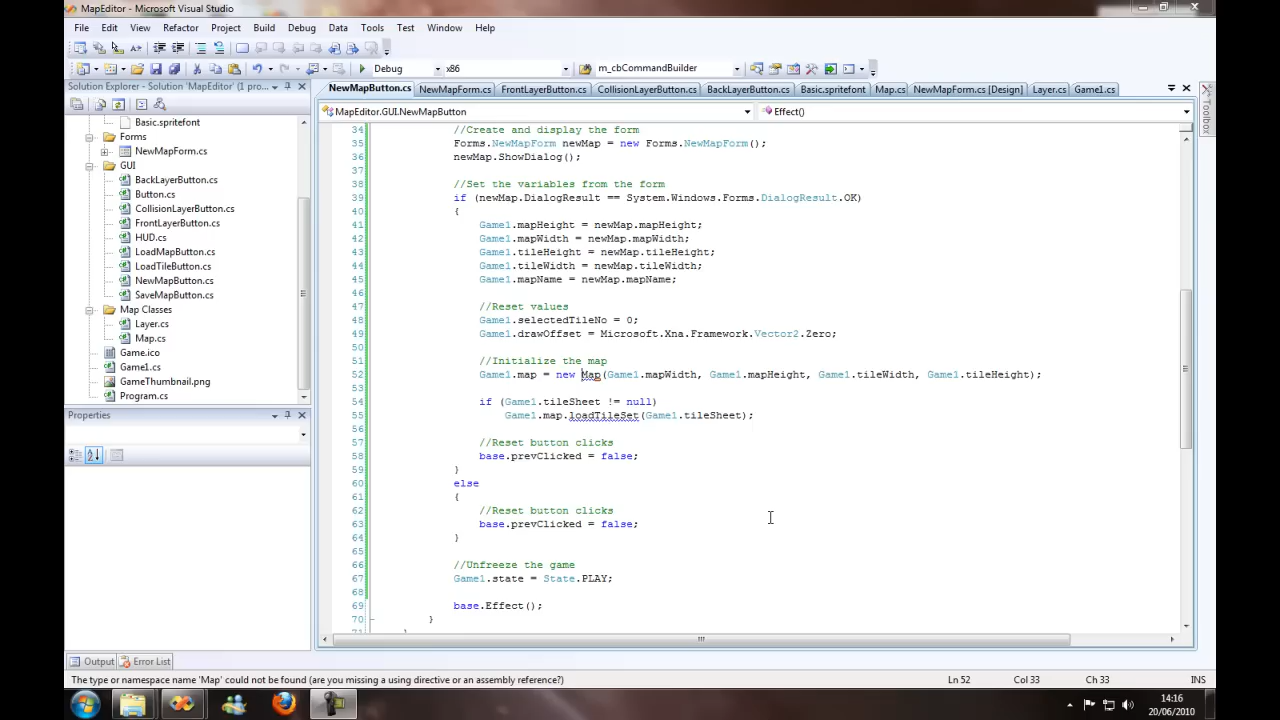 MapEditor - Microsoft Visual Studio
File Edit View Refactor Project Build Debug Data Tools Test Window Help
Debug x86 m_cbCommandBuilder
Solution Explorer - Solution 'MapEditor' (1 pro...
NewMapButton.cs NewMapForm.cs FrontLayerButton.cs CollisionLayerButton.cs BackLayerButton.cs Basic.spritefont Map.cs NewMapForm.cs [Design] Layer.cs Game1.cs
Toolbox
MapEditor.GUI.NewMapButton Effect()
Basic.spritefont
Forms
NewMapForm.cs
GUI
BackLayerButton.cs
Button.cs
CollisionLayerButton.cs
FrontLayerButton.cs
HUD.cs
LoadMapButton.cs
LoadTileButton.cs
NewMapButton.cs
SaveMapButton.cs
Map Classes
Layer.cs
Map.cs
Game.ico
Game1.cs
GameThumbnail.png
Program.cs
Properties
34 //Create and display the form
35 Forms.NewMapForm newMap = new Forms.NewMapForm();
36 newMap.ShowDialog();
37
38 //Set the variables from the form
39 if (newMap.DialogResult == System.Windows.Forms.DialogResult.OK)
40 {
41 Game1.mapHeight = newMap.mapHeight;
42 Game1.mapWidth = newMap.mapWidth;
43 Game1.tileHeight = newMap.tileHeight;
44 Game1.tileWidth = newMap.tileWidth;
45 Game1.mapName = newMap.mapName;
46
47 //Reset values
48 Game1.selectedTileNo = 0;
49 Game1.drawOffset = Microsoft.Xna.Framework.Vector2.Zero;
50
51 //Initialize the map
52 Game1.map = new Map(Game1.mapWidth, Game1.mapHeight, Game1.tileWidth, Game1.tileHeight);
53
54 if (Game1.tileSheet != null)
55 Game1.map.loadTileSet(Game1.tileSheet);
56
57 //Reset button clicks
58 base.prevClicked = false;
59 }
60 else
61 {
62 //Reset button clicks
63 base.prevClicked = false;
64 }
65
66 //Unfreeze the game
67 Game1.state = State.PLAY;
68
69 base.Effect();
70 }
71 }
Output Error List
The type or namespace name 'Map' could not be found (are you missing a using directive or an assembly reference?) Ln 52 Col 33 Ch 33 INS
14:16
20/06/2010